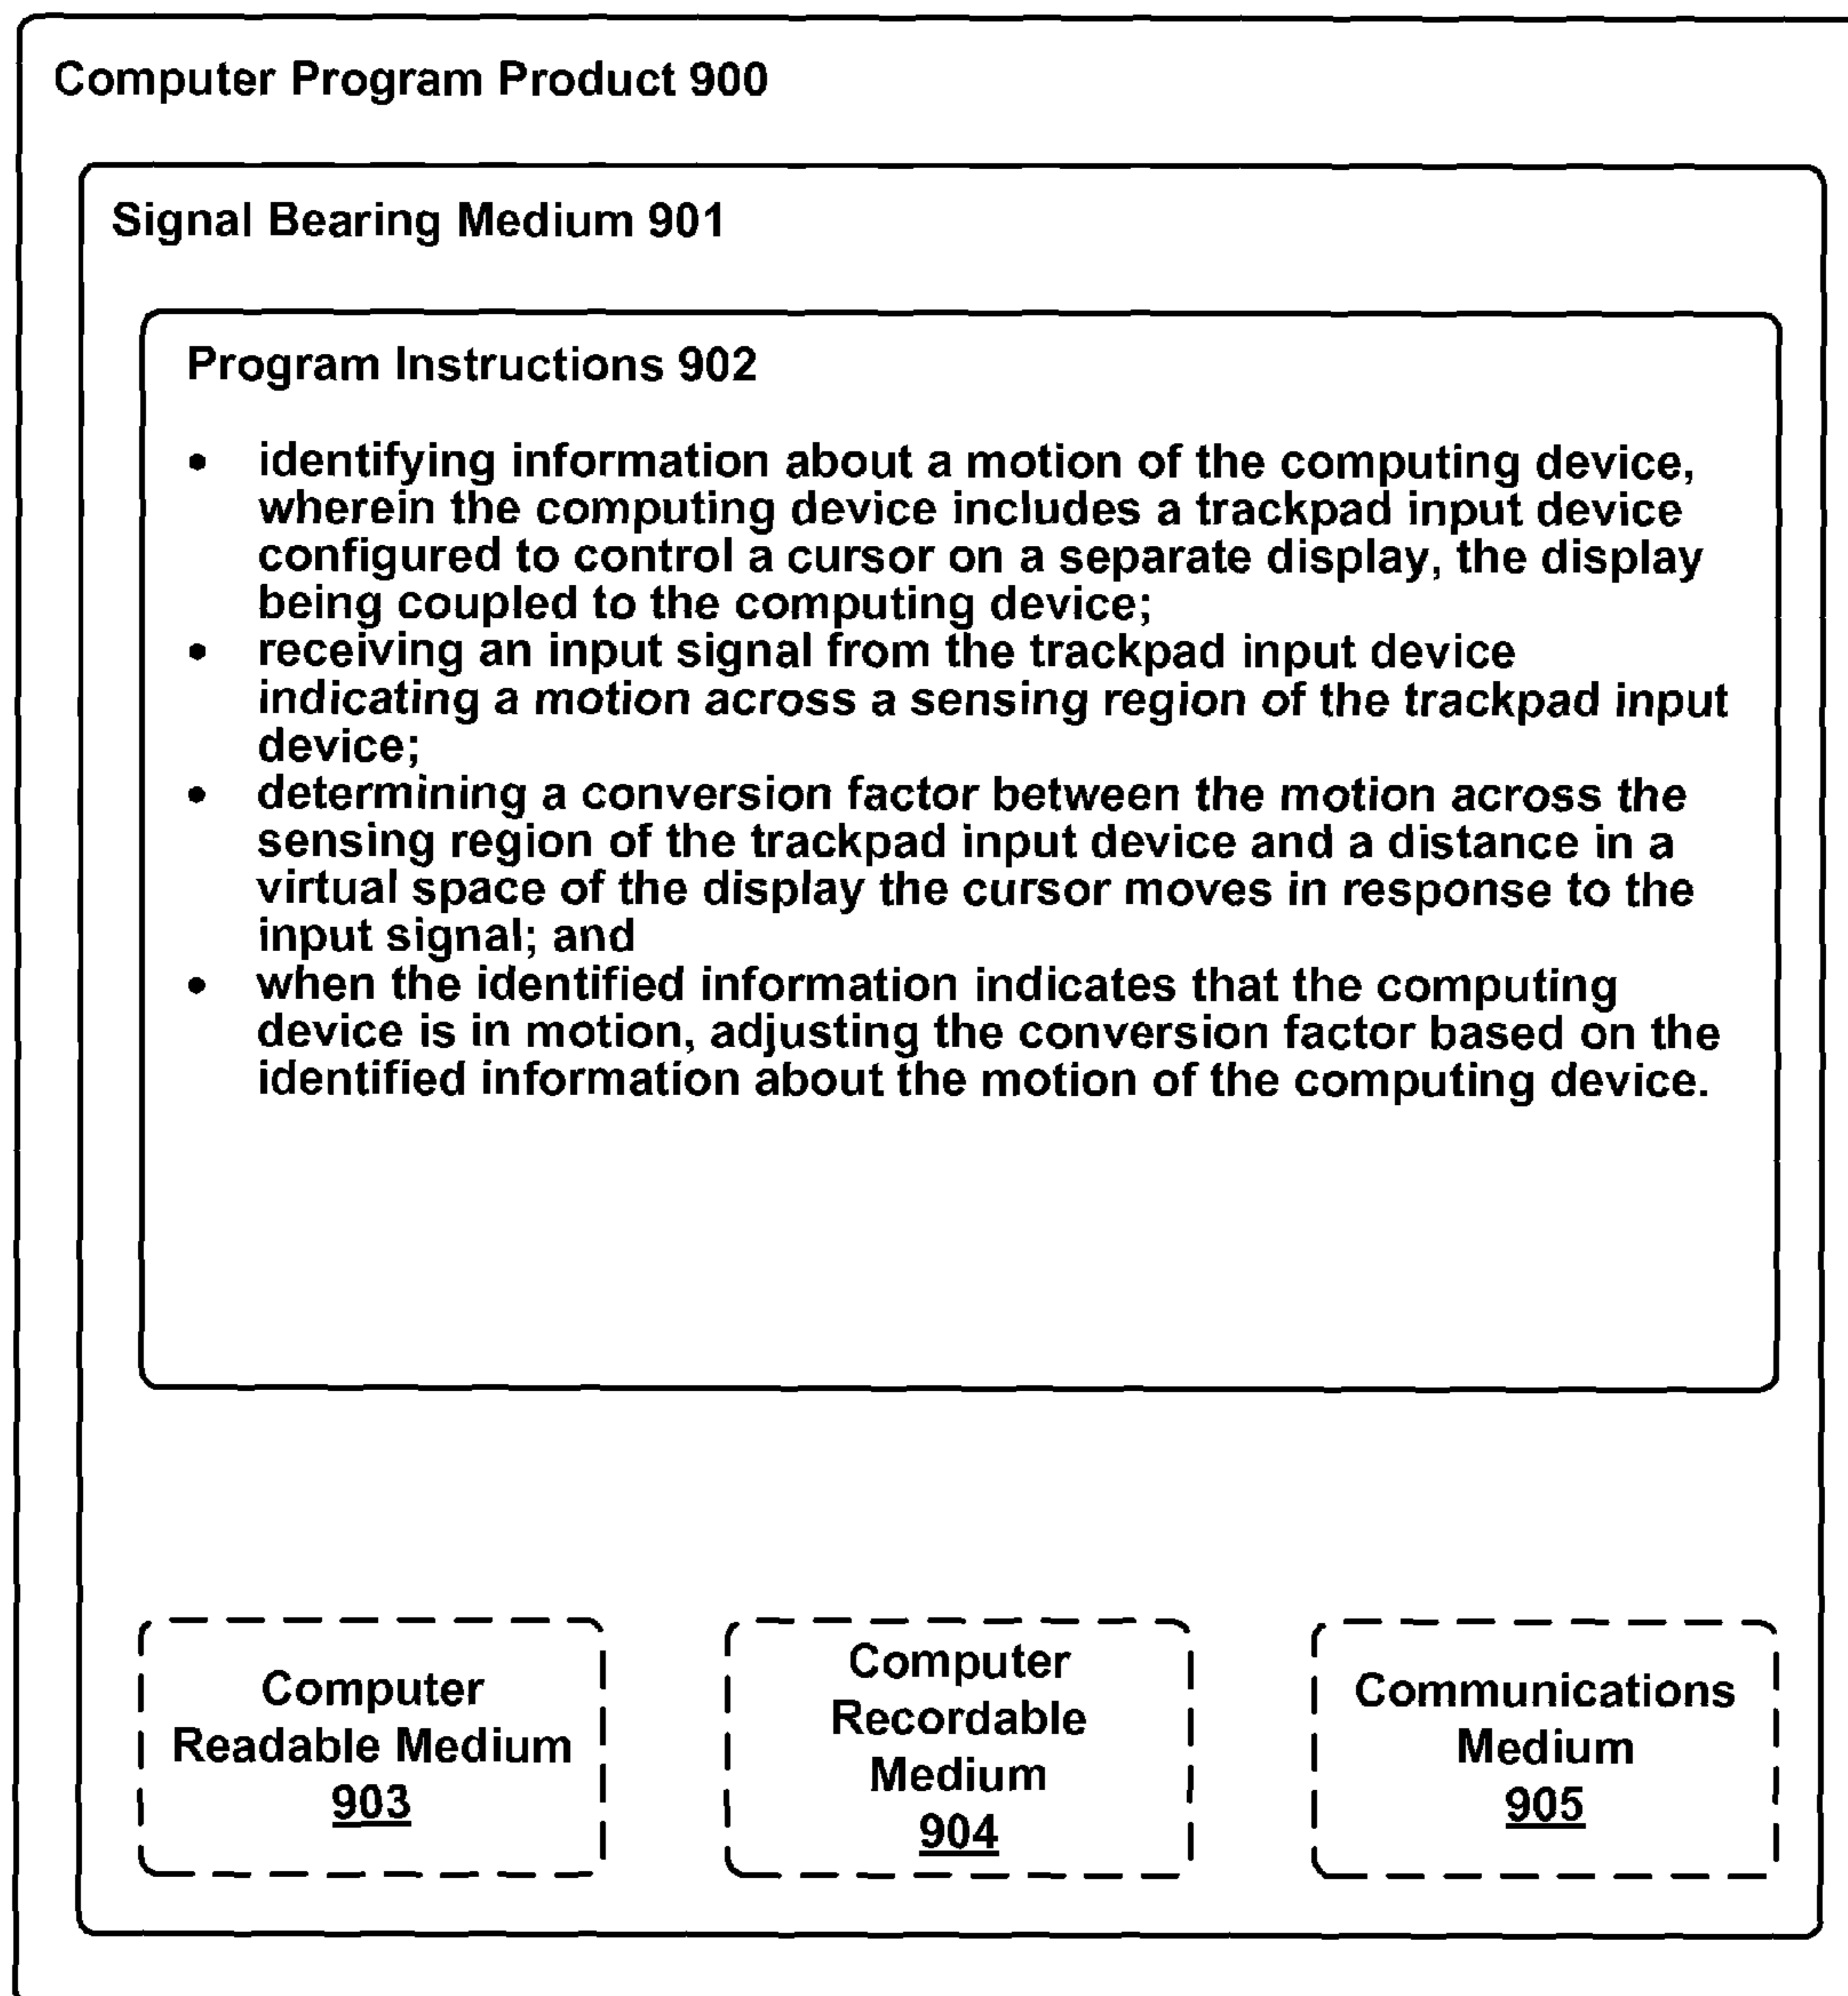 Computer Program Product 900
Signal Bearing Medium 901
Program Instructions 902
• identifying information about a motion of the computing device,
wherein the computing device includes a trackpad input device
configured to control a cursor on a separate display, the display
being coupled to the computing device;
• receiving an input signal from the trackpad input device
indicating a motion across a sensing region of the trackpad input
device;
• determining a conversion factor between the motion across the
sensing region of the trackpad input device and a distance in a
virtual space of the display the cursor moves in response to the
input signal; and
• when the identified information indicates that the computing
device is in motion, adjusting the conversion factor based on the
identified information about the motion of the computing device.
Computer
Readable Medium
903
Computer
Recordable
Medium
904
Communications
Medium
905